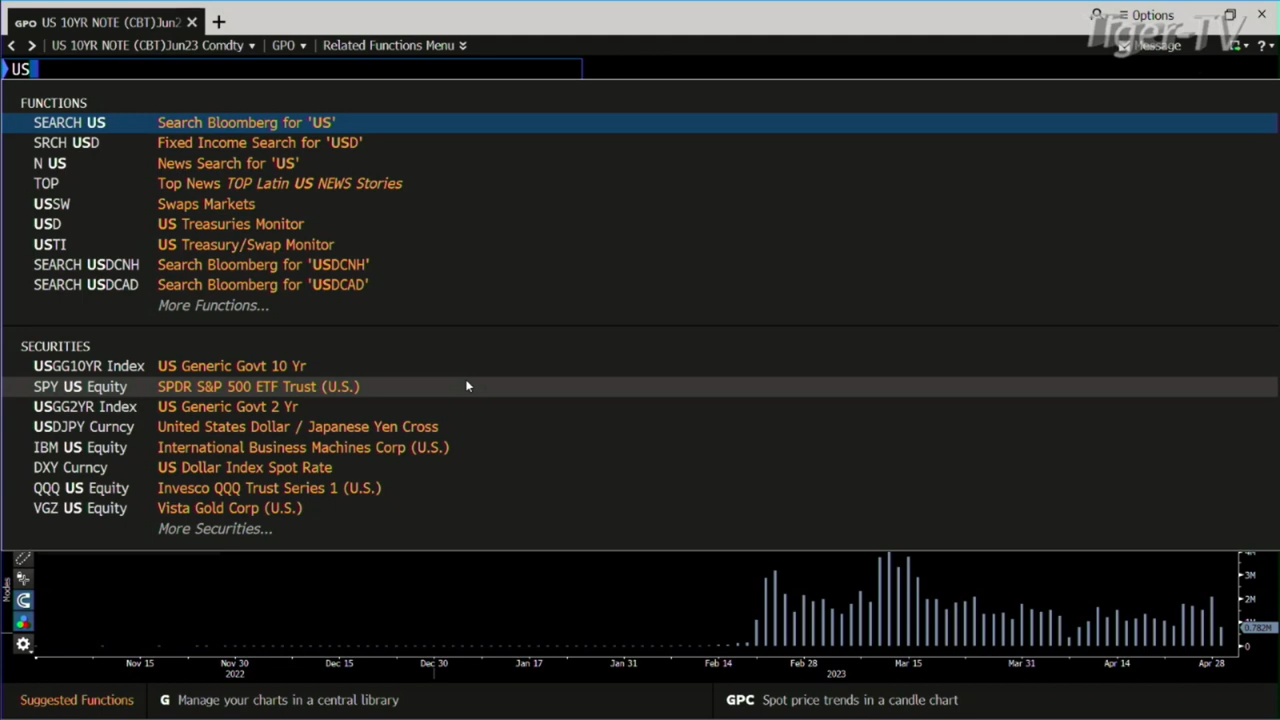 GPO US 10YR NOTE (CBT)Jun2
Options
Tiger-TV
US 10YR NOTE (CBT)Jun23 Comdty
GPO
Related Functions Menu
Message
?
US
FUNCTIONS
SEARCH US Search Bloomberg for 'US'
SRCH USD Fixed Income Search for 'USD'
N US News Search for 'US'
TOP Top News TOP Latin US NEWS Stories
USSW Swaps Markets
USD US Treasuries Monitor
USTI US Treasury/Swap Monitor
SEARCH USDCNH Search Bloomberg for 'USDCNH'
SEARCH USDCAD Search Bloomberg for 'USDCAD'
More Functions...
SECURITIES
USGG10YR Index US Generic Govt 10 Yr
SPY US Equity SPDR S&P 500 ETF Trust (U.S.)
USGG2YR Index US Generic Govt 2 Yr
USDJPY Curncy United States Dollar / Japanese Yen Cross
IBM US Equity International Business Machines Corp (U.S.)
DXY Curncy US Dollar Index Spot Rate
QQQ US Equity Invesco QQQ Trust Series 1 (U.S.)
VGZ US Equity Vista Gold Corp (U.S.)
More Securities...
Modes
3M
2M
0.782M
0
Nov 15 Nov 30 Dec 15 Dec 30 Jan 17 Jan 31 Feb 14 Feb 28 Mar 15 Mar 31 Apr 14 Apr 28
2022 2023
Suggested Functions G Manage your charts in a central library GPC Spot price trends in a candle chart